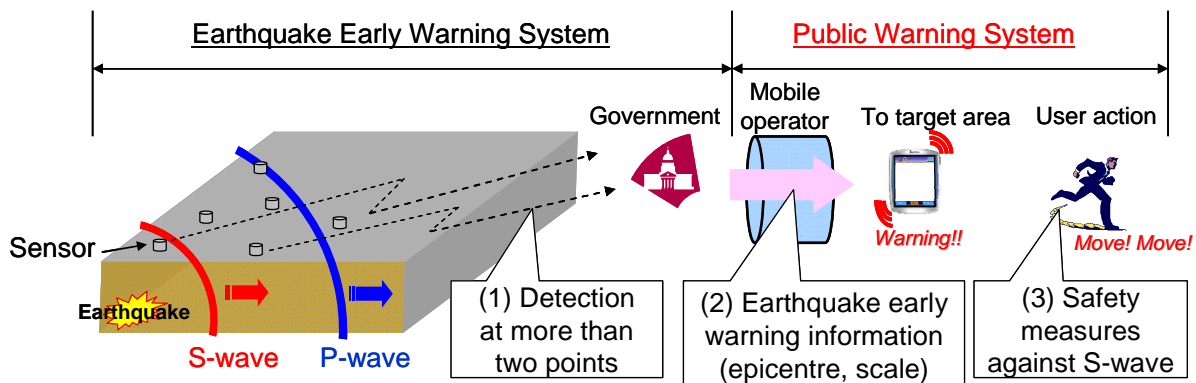 Earthquake Early Warning System
Public Warning System
Government
Mobile
operator
To target area
User action
Sensor
Earthquake
S-wave
P-wave
Warning!!
Move! Move!
(1) Detection
at more than
two points
(2) Earthquake early
warning information
(epicentre, scale)
(3) Safety
measures
against S-wave